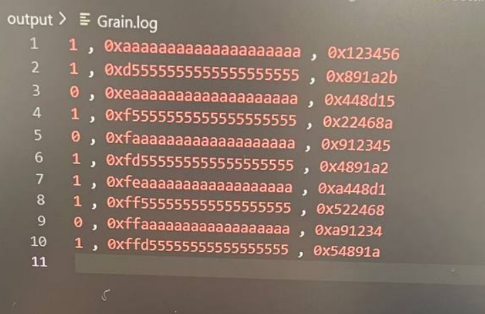 output > Grain.log
1 1 , 0xaaaaaaaaaaaaaaaaaaaa , 0x123456
2 1 , 0xd5555555555555555555 , 0x891a2b
3 0 , 0xeaaaaaaaaaaaaaaaaaaa , 0x448d15
4 1 , 0xf5555555555555555555 , 0x22468a
5 0 , 0xfaaaaaaaaaaaaaaaaaaa , 0x912345
6 1 , 0xfd555555555555555555 , 0x4891a2
7 1 , 0xfeaaaaaaaaaaaaaaaaaa , 0xa448d1
8 1 , 0xff555555555555555555 , 0x522468
9 0 , 0xffaaaaaaaaaaaaaaaaaa , 0xa91234
10 1 , 0xffd55555555555555555 , 0x54891a
11